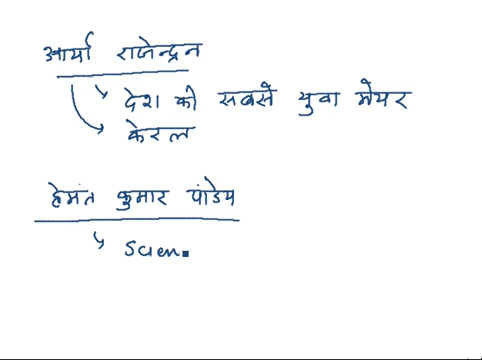 आर्या राजेन्द्रन
देश की सबसे युवा मेयर
केरल
हेमंत कुमार पांडेय
Scien